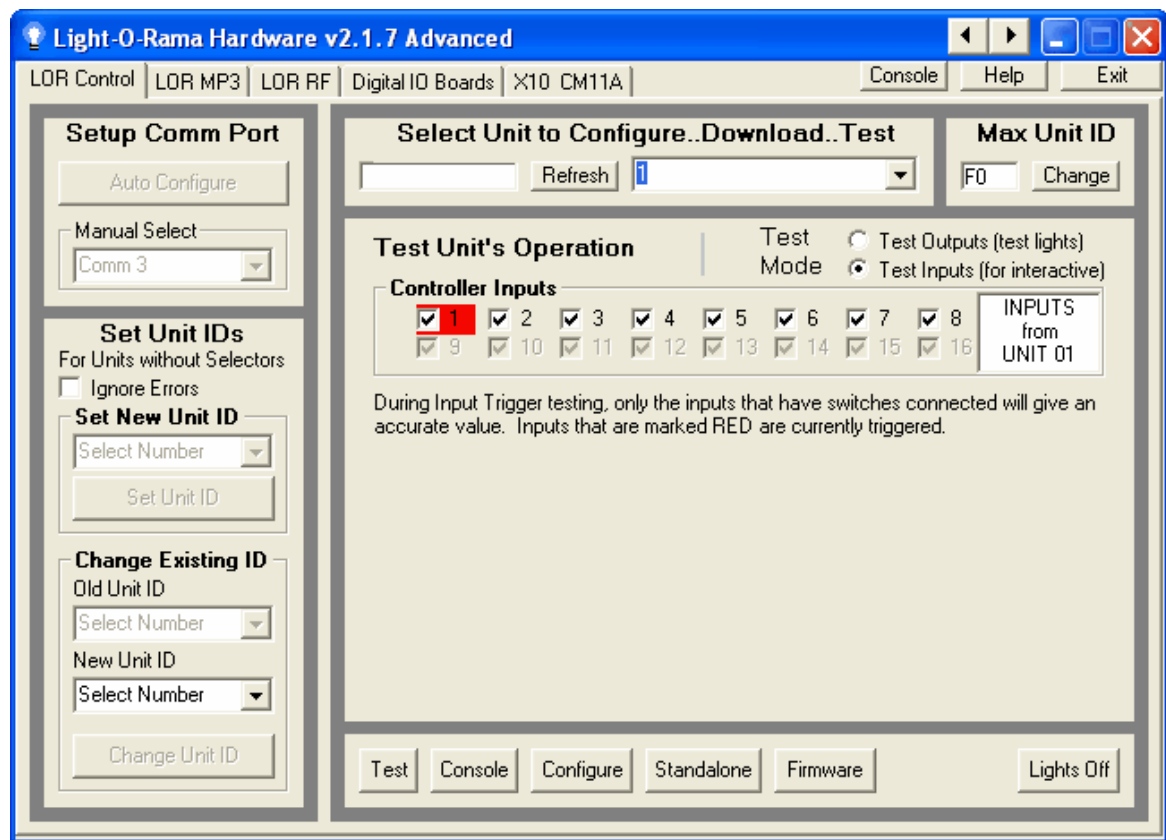 Light-O-Rama Hardware v2.1.7 Advanced
LOR Control LOR MP3 LOR RF Digital IO Boards X10 CM11A Console Help Exit
Setup Comm Port
Auto Configure
Manual Select
Comm 3
Set Unit IDs
For Units without Selectors
Ignore Errors
Set New Unit ID
Select Number
Set Unit ID
Change Existing ID
Old Unit ID
Select Number
New Unit ID
Select Number
Change Unit ID
Select Unit to Configure..Download..Test
Refresh 1
Max Unit ID
F0 Change
Test Unit's Operation
Test Mode
Test Outputs (test lights)
Test Inputs (for interactive)
Controller Inputs
1 2 3 4 5 6 7 8
9 10 11 12 13 14 15 16
INPUTS
from
UNIT 01
During Input Trigger testing, only the inputs that have switches connected will give an
accurate value. Inputs that are marked RED are currently triggered.
Test Console Configure Standalone Firmware Lights Off